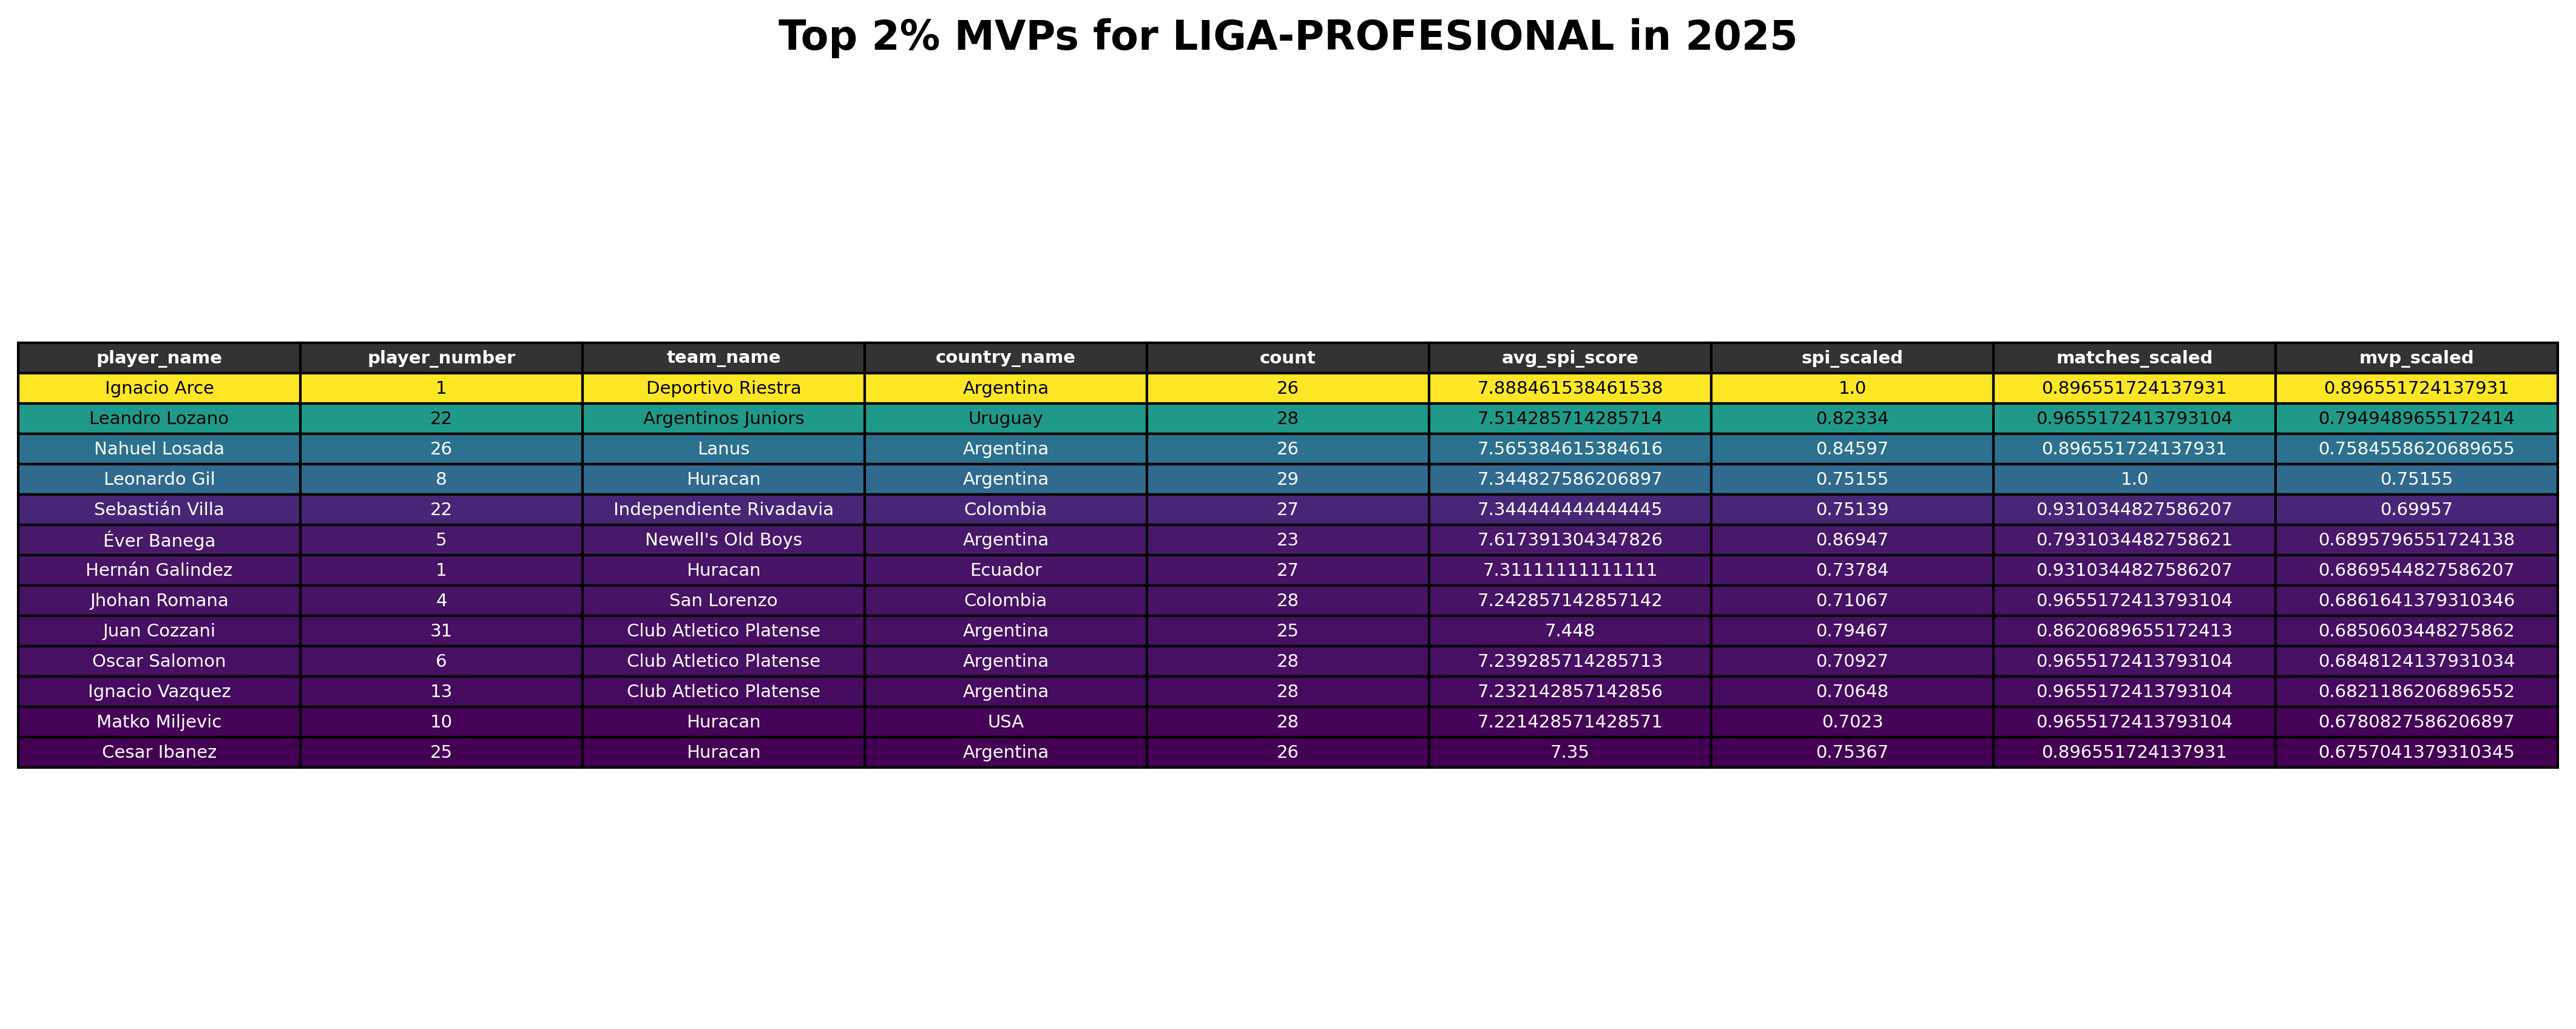 Top 2% MVPs for LIGA-PROFESIONAL in 2025
player_name player_number team_name country_name count avg_spi_score spi_scaled matches_scaled mvp_scaled
Ignacio Arce 1 Deportivo Riestra Argentina 26 7.888461538461538 1.0 0.896551724137931 0.896551724137931
Leandro Lozano 22 Argentinos Juniors Uruguay 28 7.514285714285714 0.82334 0.9655172413793104 0.7949489655172414
Nahuel Losada 26 Lanus Argentina 26 7.565384615384616 0.84597 0.896551724137931 0.7584558620689655
Leonardo Gil 8 Huracan Argentina 29 7.344827586206897 0.75155 1.0 0.75155
Sebastián Villa 22 Independiente Rivadavia Colombia 27 7.344444444444445 0.75139 0.9310344827586207 0.69957
Éver Banega 5 Newell's Old Boys Argentina 23 7.617391304347826 0.86947 0.7931034482758621 0.6895796551724138
Hernán Galindez 1 Huracan Ecuador 27 7.31111111111111 0.73784 0.9310344827586207 0.6869544827586207
Jhohan Romana 4 San Lorenzo Colombia 28 7.242857142857142 0.71067 0.9655172413793104 0.6861641379310346
Juan Cozzani 31 Club Atletico Platense Argentina 25 7.448 0.79467 0.8620689655172413 0.6850603448275862
Oscar Salomon 6 Club Atletico Platense Argentina 28 7.239285714285713 0.70927 0.9655172413793104 0.6848124137931034
Ignacio Vazquez 13 Club Atletico Platense Argentina 28 7.232142857142856 0.70648 0.9655172413793104 0.6821186206896552
Matko Miljevic 10 Huracan USA 28 7.221428571428571 0.7023 0.9655172413793104 0.6780827586206897
Cesar Ibanez 25 Huracan Argentina 26 7.35 0.75367 0.896551724137931 0.6757041379310345